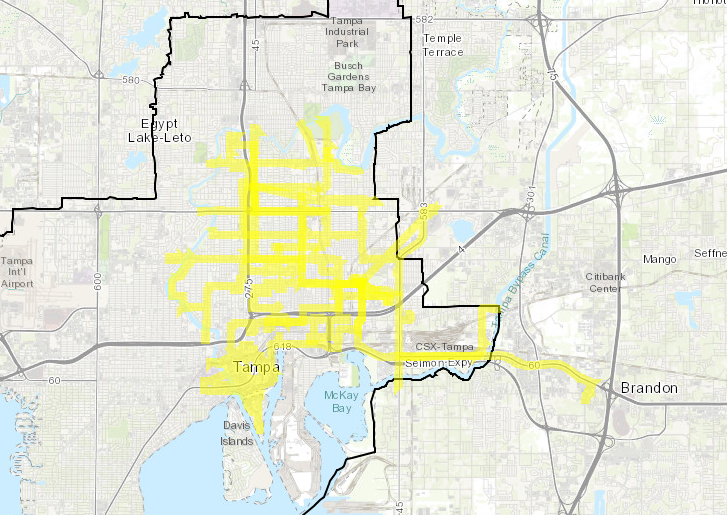 Tampa
Industrial
Park
582
Temple
Terrace
45
Busch
Gardens
Tampa Bay
580
75
Egypt
Lake-Leto
301
583
4
Tampa
Int'l
Airport
600
275
Tampa Bypass Canal
Mango
Seffne
Citibank
Center
618
CSX-Tampa
Selmon-Expy
60
Tampa
60
Brandon
McKay
Bay
Davis
Islands
45